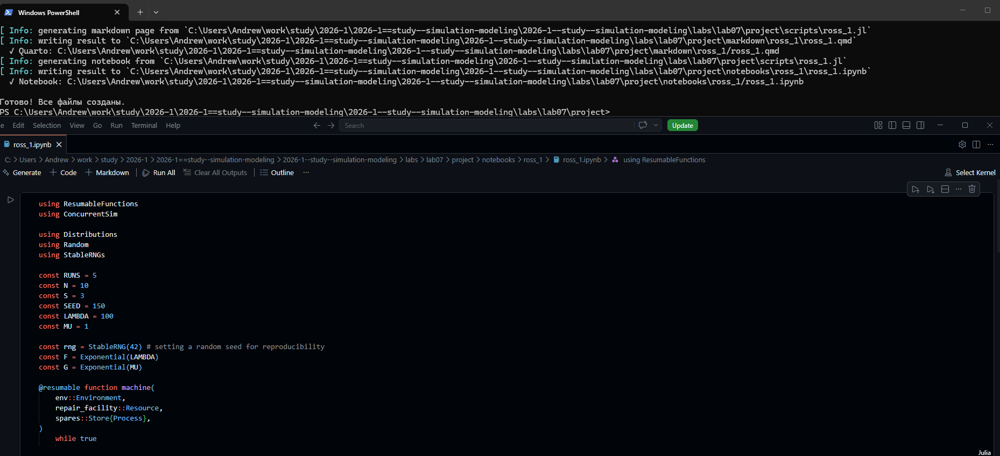 Windows PowerShell
[ Info: generating markdown page from `C:\Users\Andrew\work\study\2026-1\2026-1==study--simulation-modeling\2026-1--study--simulation-modeling\labs\lab07\project\scripts\ross_1.jl`
[ Info: writing result to `C:\Users\Andrew\work\study\2026-1\2026-1==study--simulation-modeling\2026-1--study--simulation-modeling\labs\lab07\project\markdown\ross_1\ross_1.qmd`
✓ Quarto: C:\Users\Andrew\work\study\2026-1\2026-1==study--simulation-modeling\2026-1--study--simulation-modeling\labs\lab07\project\markdown\ross_1/ross_1.qmd
[ Info: generating notebook from `C:\Users\Andrew\work\study\2026-1\2026-1==study--simulation-modeling\2026-1--study--simulation-modeling\labs\lab07\project\scripts\ross_1.jl`
[ Info: writing result to `C:\Users\Andrew\work\study\2026-1\2026-1==study--simulation-modeling\2026-1--study--simulation-modeling\labs\lab07\project\notebooks\ross_1\ross_1.ipynb`
✓ Notebook: C:\Users\Andrew\work\study\2026-1\2026-1==study--simulation-modeling\2026-1--study--simulation-modeling\labs\lab07\project\notebooks\ross_1/ross_1.ipynb
Готово! Все файлы созданы.
PS C:\Users\Andrew\work\study\2026-1\2026-1==study--simulation-modeling\2026-1--study--simulation-modeling\labs\lab07\project>
e Edit Selection View Go Run Terminal Help Search Update
ross_1.ipynb
C: > Users > Andrew > work > study > 2026-1 > 2026-1==study--simulation-modeling > 2026-1--study--simulation-modeling > labs > lab07 > project > notebooks > ross_1 > ross_1.ipynb > using ResumableFunctions
Generate + Code + Markdown Run All Clear All Outputs Outline ... Select Kernel
using ResumableFunctions
using ConcurrentSim
using Distributions
using Random
using StableRNGs
const RUNS = 5
const N = 10
const S = 3
const SEED = 150
const LAMBDA = 100
const MU = 1
const rng = StableRNG(42) # setting a random seed for reproducibility
const F = Exponential(LAMBDA)
const G = Exponential(MU)
@resumable function machine(
env::Environment,
repair_facility::Resource,
spares::Store{Process},
)
while true
Julia